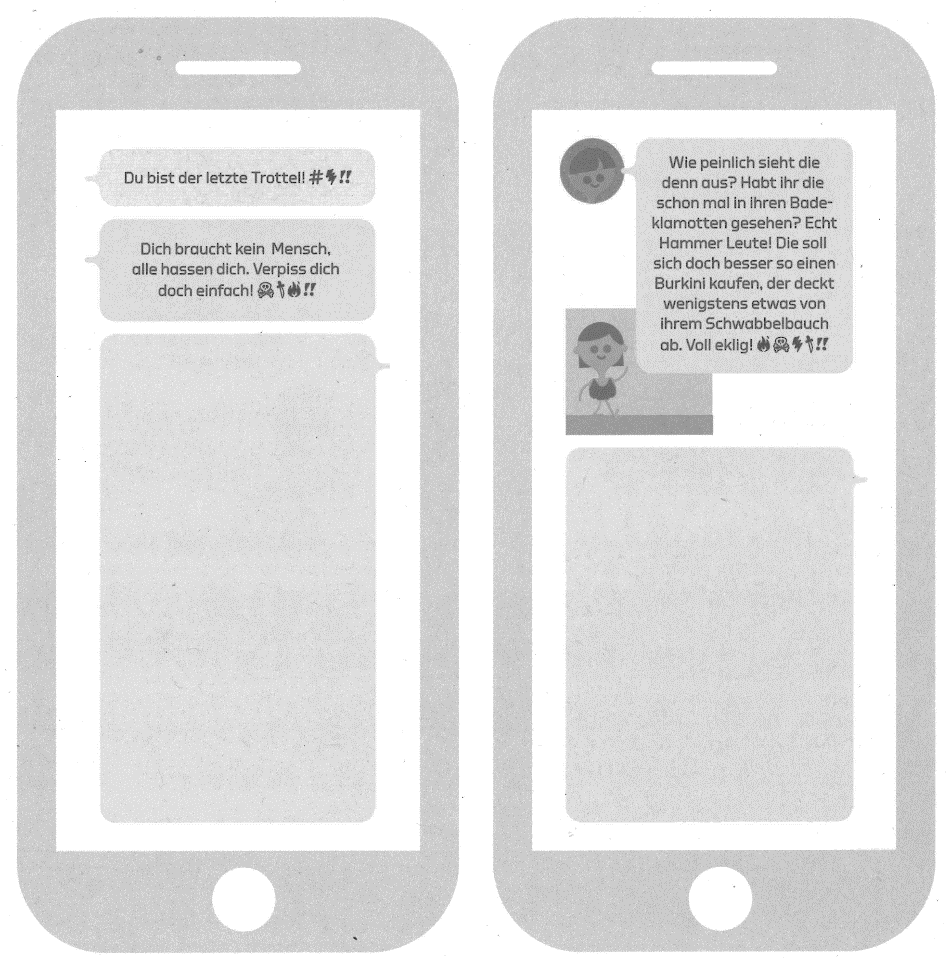 Du bist der letzte Trottel! #⚡‼
Dich braucht kein Mensch,
alle hassen dich. Verpiss dich
doch einfach! ☠†🔥‼
Wie peinlich sieht die
denn aus? Habt ihr die
schon mal in ihren Bade-
klamotten gesehen? Echt
Hammer Leute! Die soll
sich doch besser so einen
Burkini kaufen, der deckt
wenigstens etwas von
ihrem Schwabbelbauch
ab. Voll eklig! 🔥☠⚡†‼